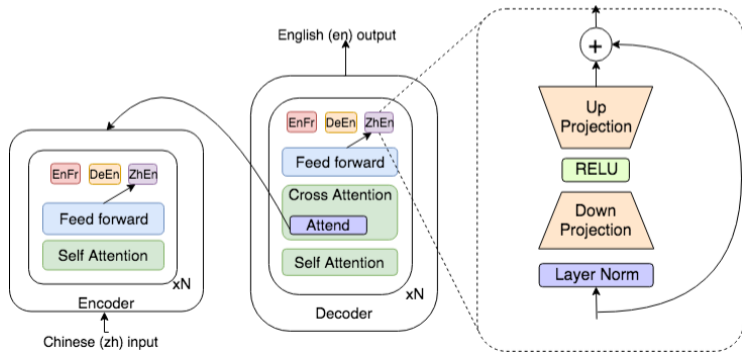 English (en) output
EnFr DeEn ZhEn
Feed forward
Cross Attention
Attend
Self Attention
xN
Decoder
EnFr DeEn ZhEn
Feed forward
Self Attention
xN
Encoder
Chinese (zh) input
+
Up
Projection
RELU
Down
Projection
Layer Norm